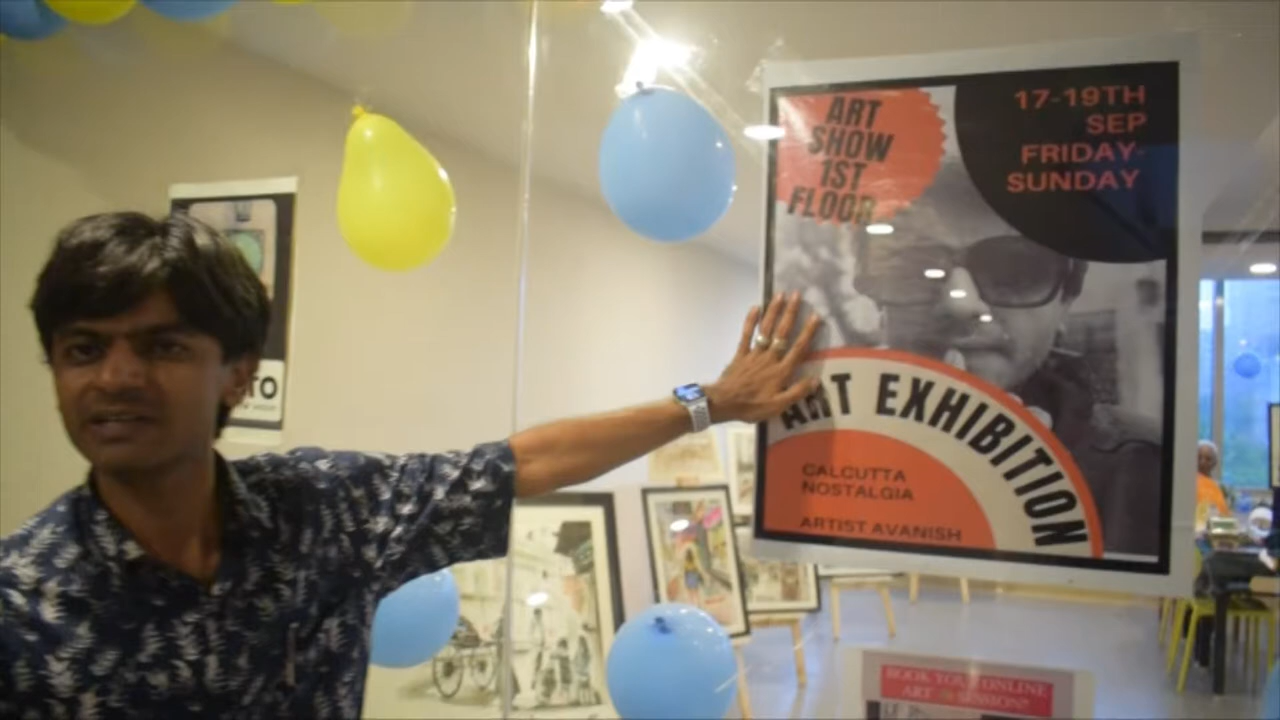 ART
SHOW
1ST
FLOOR
17-19TH
SEP
FRIDAY-
SUNDAY
ART EXHIBITION
CALCUTTA
NOSTALGIA
ARTIST AVANISH
TO
BOOK YOUR ONLINE
ART SESSION!